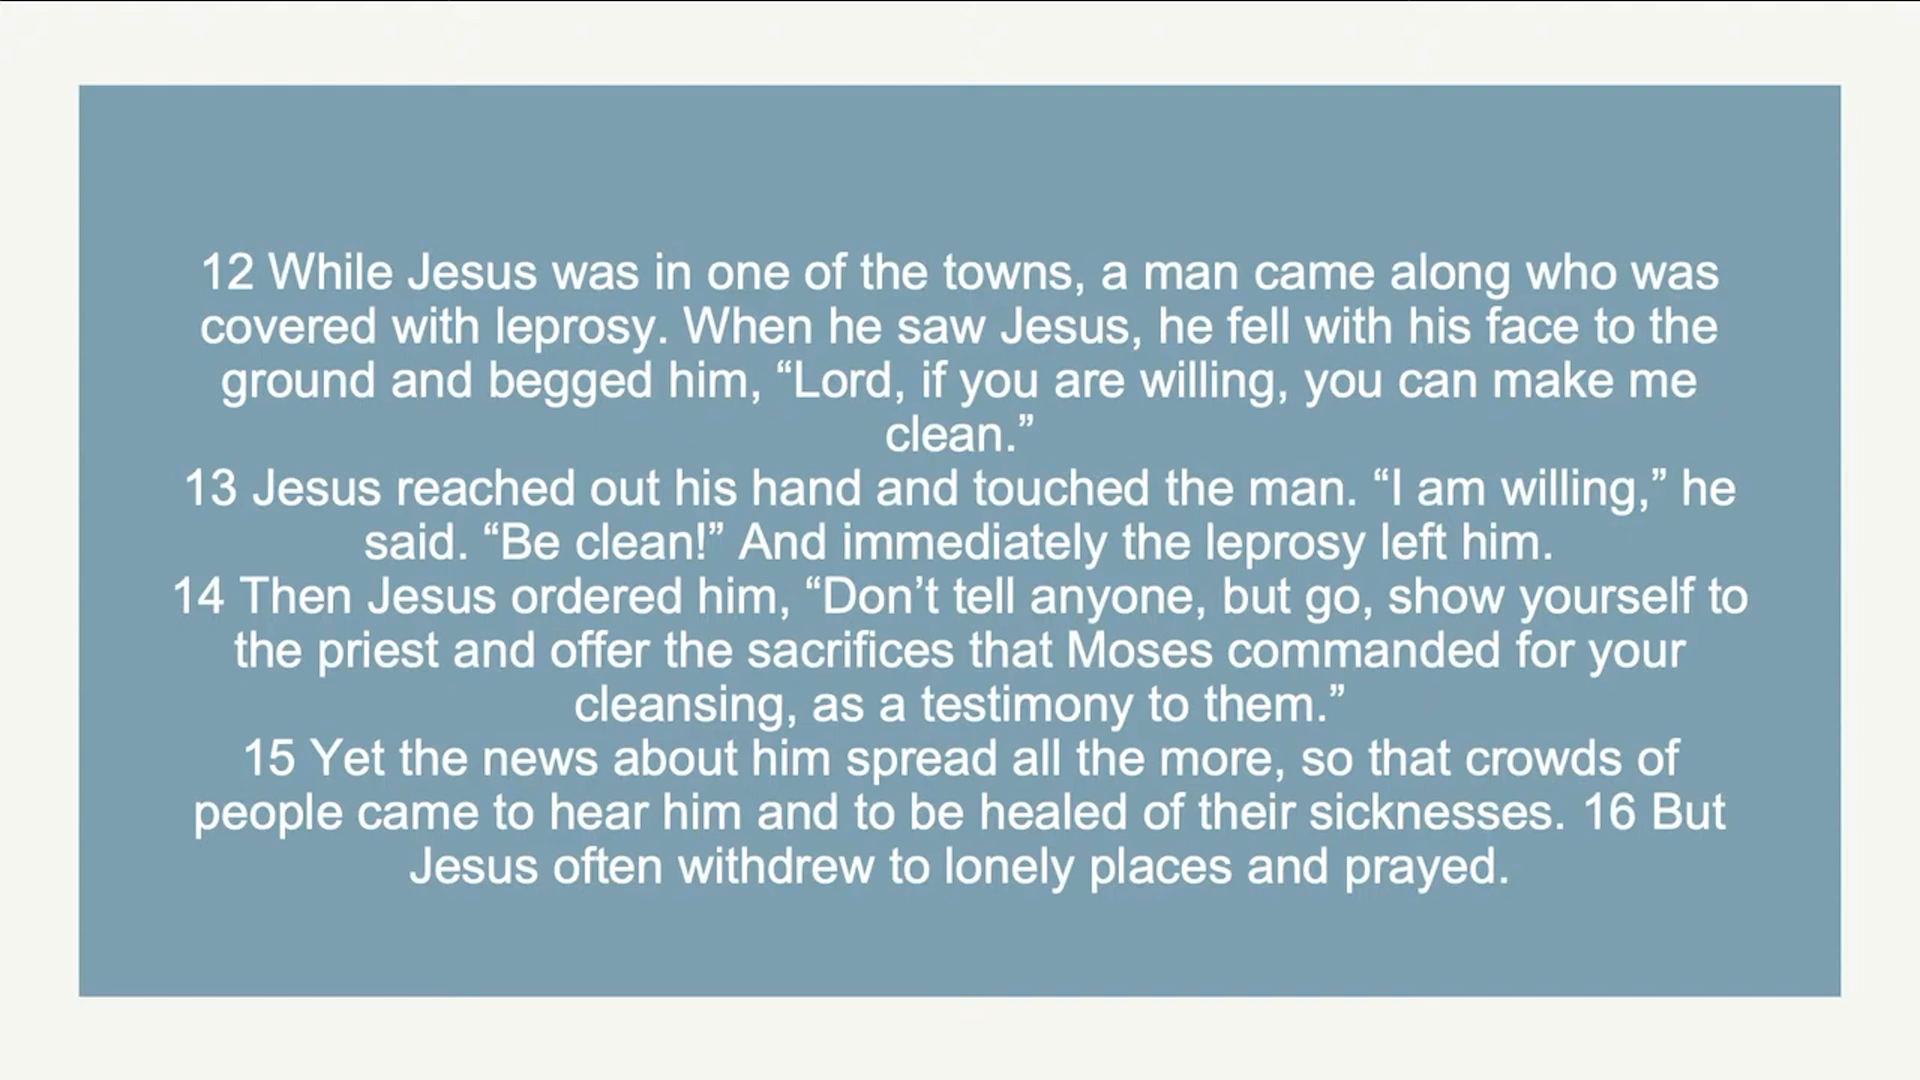 12 While Jesus was in one of the towns, a man came along who was
covered with leprosy. When he saw Jesus, he fell with his face to the
ground and begged him, “Lord, if you are willing, you can make me
clean.”
13 Jesus reached out his hand and touched the man. “I am willing,” he
said. “Be clean!” And immediately the leprosy left him.
14 Then Jesus ordered him, “Don’t tell anyone, but go, show yourself to
the priest and offer the sacrifices that Moses commanded for your
cleansing, as a testimony to them.”
15 Yet the news about him spread all the more, so that crowds of
people came to hear him and to be healed of their sicknesses. 16 But
Jesus often withdrew to lonely places and prayed.